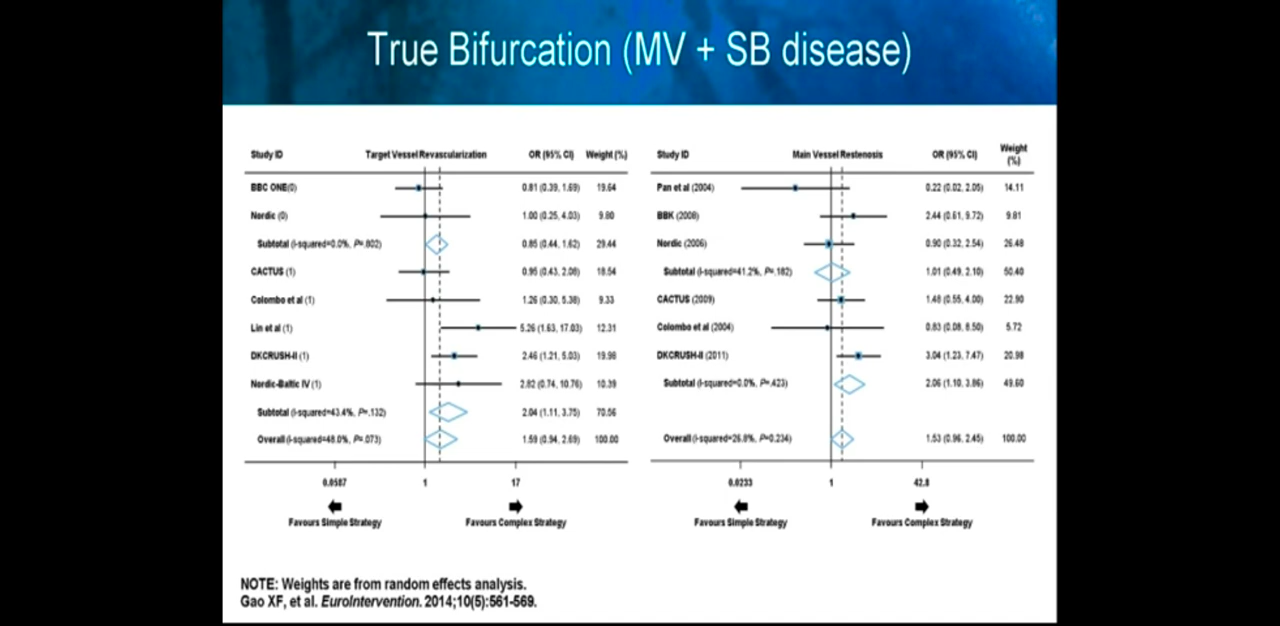 True Bifurcation (MV + SB disease)
Study ID Target Vessel Revascularization OR (95% CI) Weight (%)
BBC ONE(0) 0.81 (0.39, 1.69) 19.64
Nordic (0) 1.00 (0.25, 4.03) 9.80
Subtotal (I-squared=0.0%, P=.802) 0.85 (0.44, 1.62) 29.44
CACTUS (1) 0.95 (0.43, 2.08) 18.54
Colombo et al (1) 1.26 (0.30, 5.38) 9.33
Lin et al (1) 5.26 (1.63, 17.03) 12.31
DKCRUSH-II (1) 2.46 (1.21, 5.03) 19.98
Nordic-Baltic IV (1) 2.82 (0.74, 10.76) 10.39
Subtotal (I-squared=43.4%, P=.132) 2.04 (1.11, 3.75) 70.56
Overall (I-squared=48.0%, P=.073) 1.59 (0.94, 2.69) 100.00
0.0587 1 17
Favours Simple Strategy Favours Complex Strategy
Study ID Main Vessel Restenosis OR (95% CI) Weight (%)
Pan et al (2004) 0.22 (0.02, 2.05) 14.11
BBK (2008) 2.44 (0.61, 9.72) 9.81
Nordic (2006) 0.90 (0.32, 2.54) 26.48
Subtotal (I-squared=41.2%, P=.182) 1.01 (0.49, 2.10) 50.40
CACTUS (2009) 1.48 (0.55, 4.00) 22.90
Colombo et al (2004) 0.83 (0.08, 8.50) 5.72
DKCRUSH-II (2011) 3.04 (1.23, 7.47) 20.98
Subtotal (I-squared=0.0%, P=.423) 2.06 (1.10, 3.86) 49.60
Overall (I-squared=26.8%, P=0.234) 1.53 (0.96, 2.45) 100.00
0.0233 1 42.8
Favours Simple Strategy Favours Complex Strategy
NOTE: Weights are from random effects analysis.
Gao XF, et al. EuroIntervention. 2014;10(5):561-569.